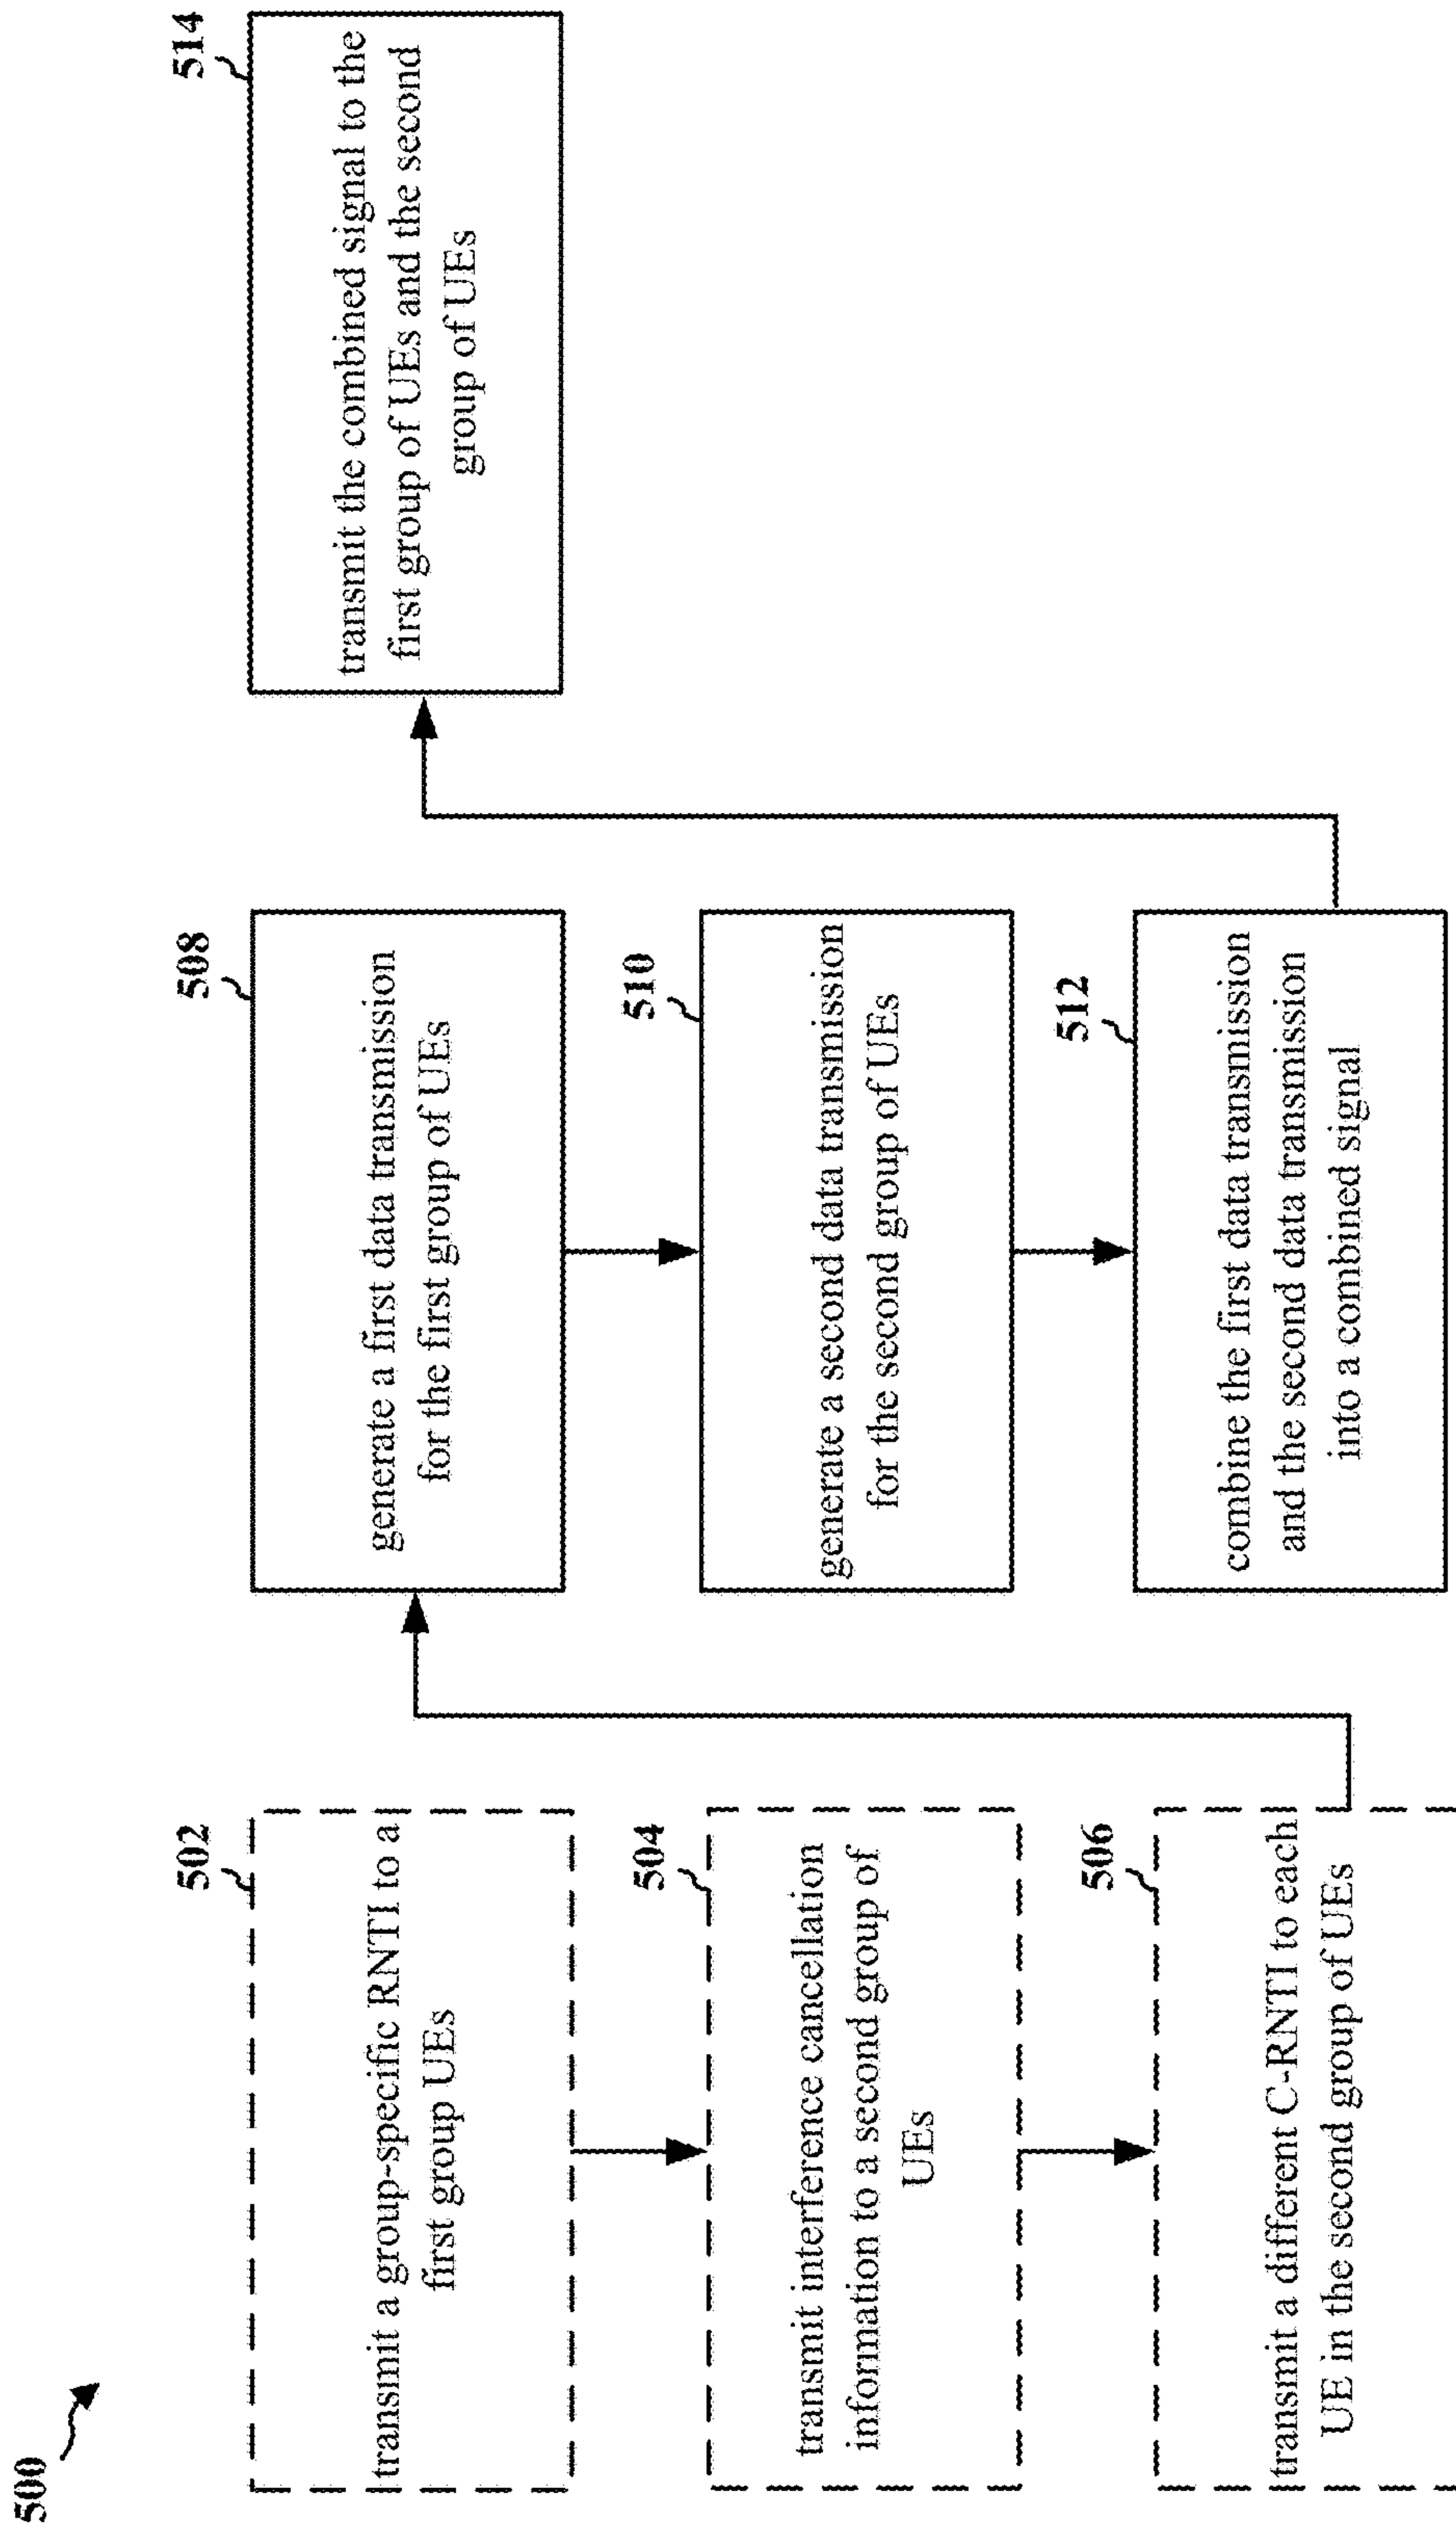 500
502
transmit a group-specific RNTI to a
first group UEs
504
transmit interference cancellation
information to a second group of
UEs
506
transmit a different C-RNTI to each
UE in the second group of UEs
508
generate a first data transmission
for the first group of UEs
510
generate a second data transmission
for the second group of UEs
512
combine the first data transmission
and the second data transmission
into a combined signal
514
transmit the combined signal to the
first group of UEs and the second
group of UEs